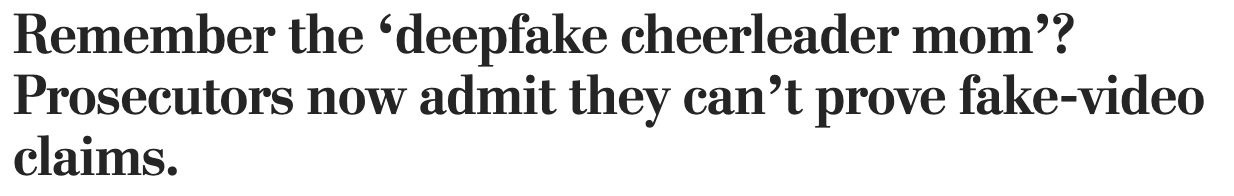 Remember the ‘deepfake cheerleader mom’?
Prosecutors now admit they can’t prove fake-video
claims.